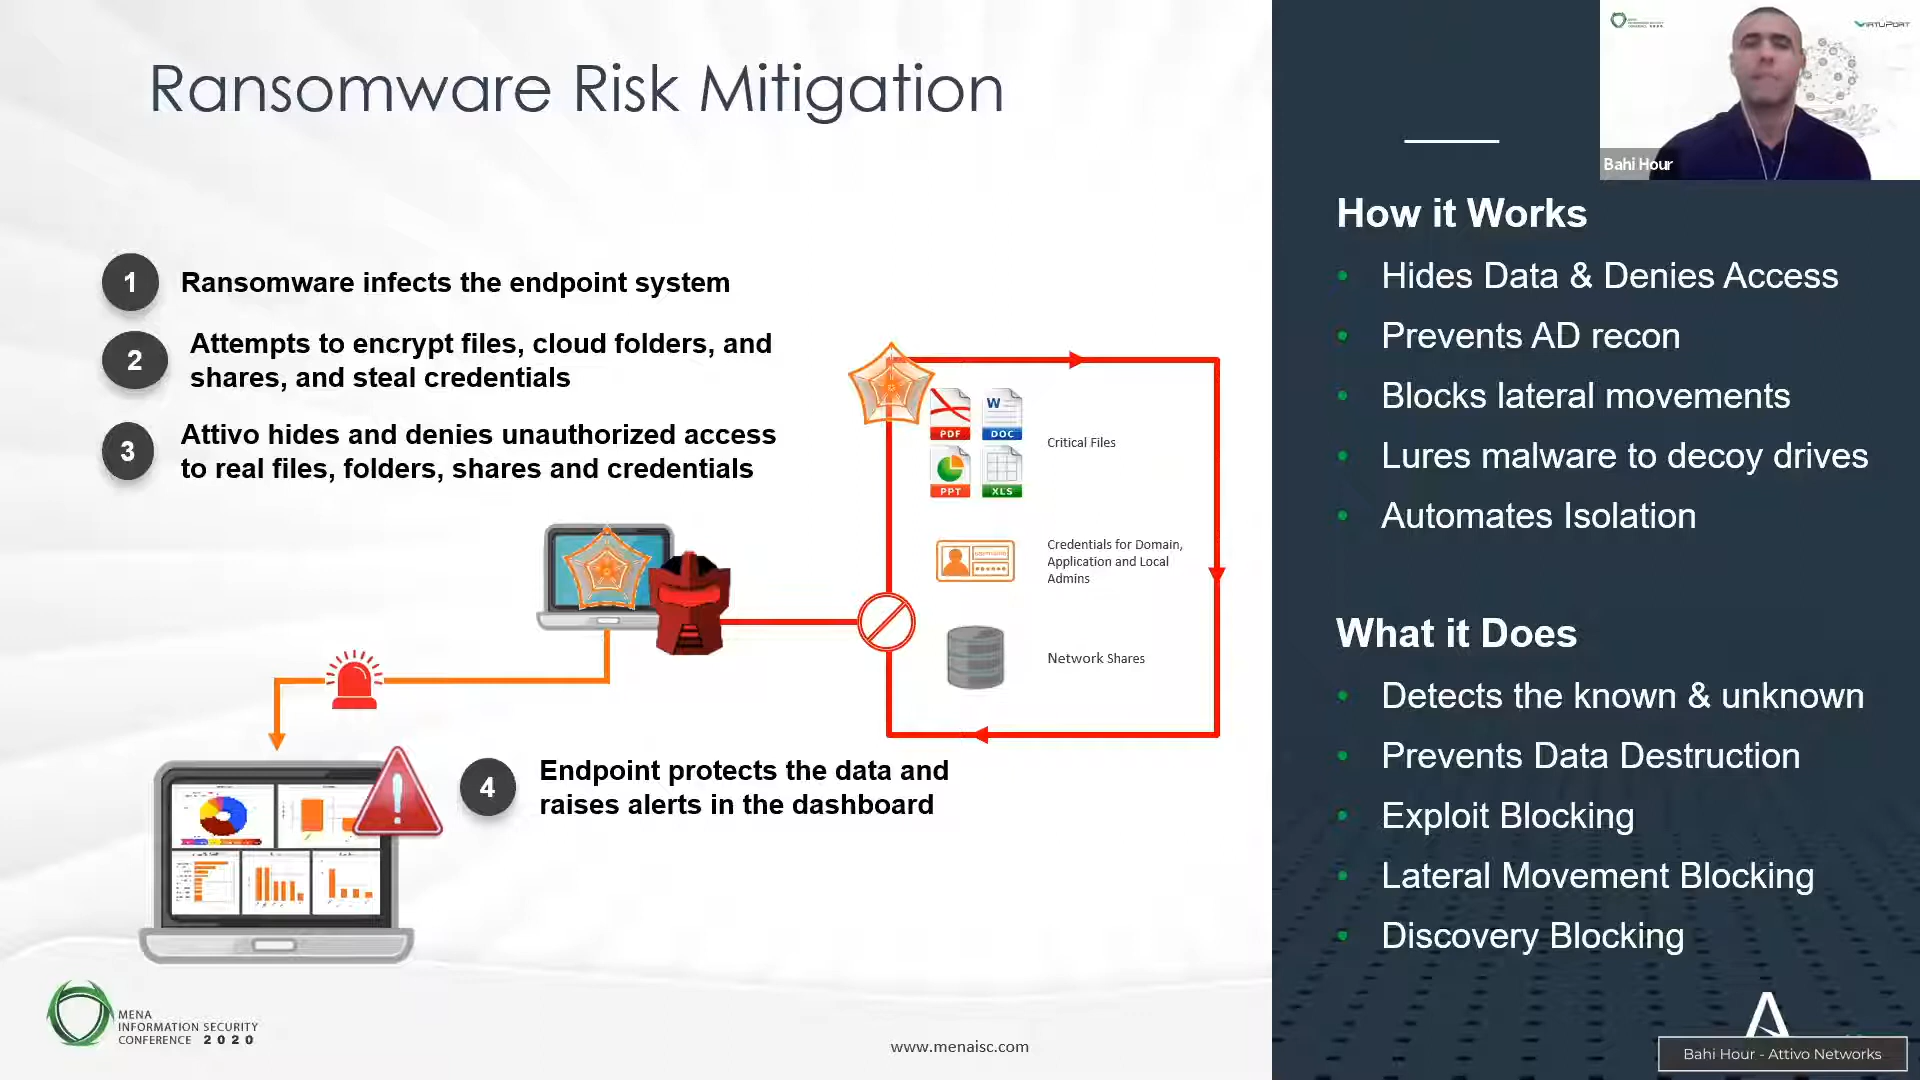 Ransomware Risk Mitigation
1
Ransomware infects the endpoint system
2
Attempts to encrypt files, cloud folders, and
shares, and steal credentials
3
Attivo hides and denies unauthorized access
to real files, folders, shares and credentials
PDF
W
DOC
PPT
XLS
Critical Files
Credentials for Domain,
Application and Local
Admins
Network Shares
4
Endpoint protects the data and
raises alerts in the dashboard
MENA
INFORMATION SECURITY
CONFERENCE 2020
www.menaisc.com
VIRTUPORT
Bahi Hour
How it Works
• Hides Data & Denies Access
• Prevents AD recon
• Blocks lateral movements
• Lures malware to decoy drives
• Automates Isolation
What it Does
• Detects the known & unknown
• Prevents Data Destruction
• Exploit Blocking
• Lateral Movement Blocking
• Discovery Blocking
Bahi Hour - Attivo Networks